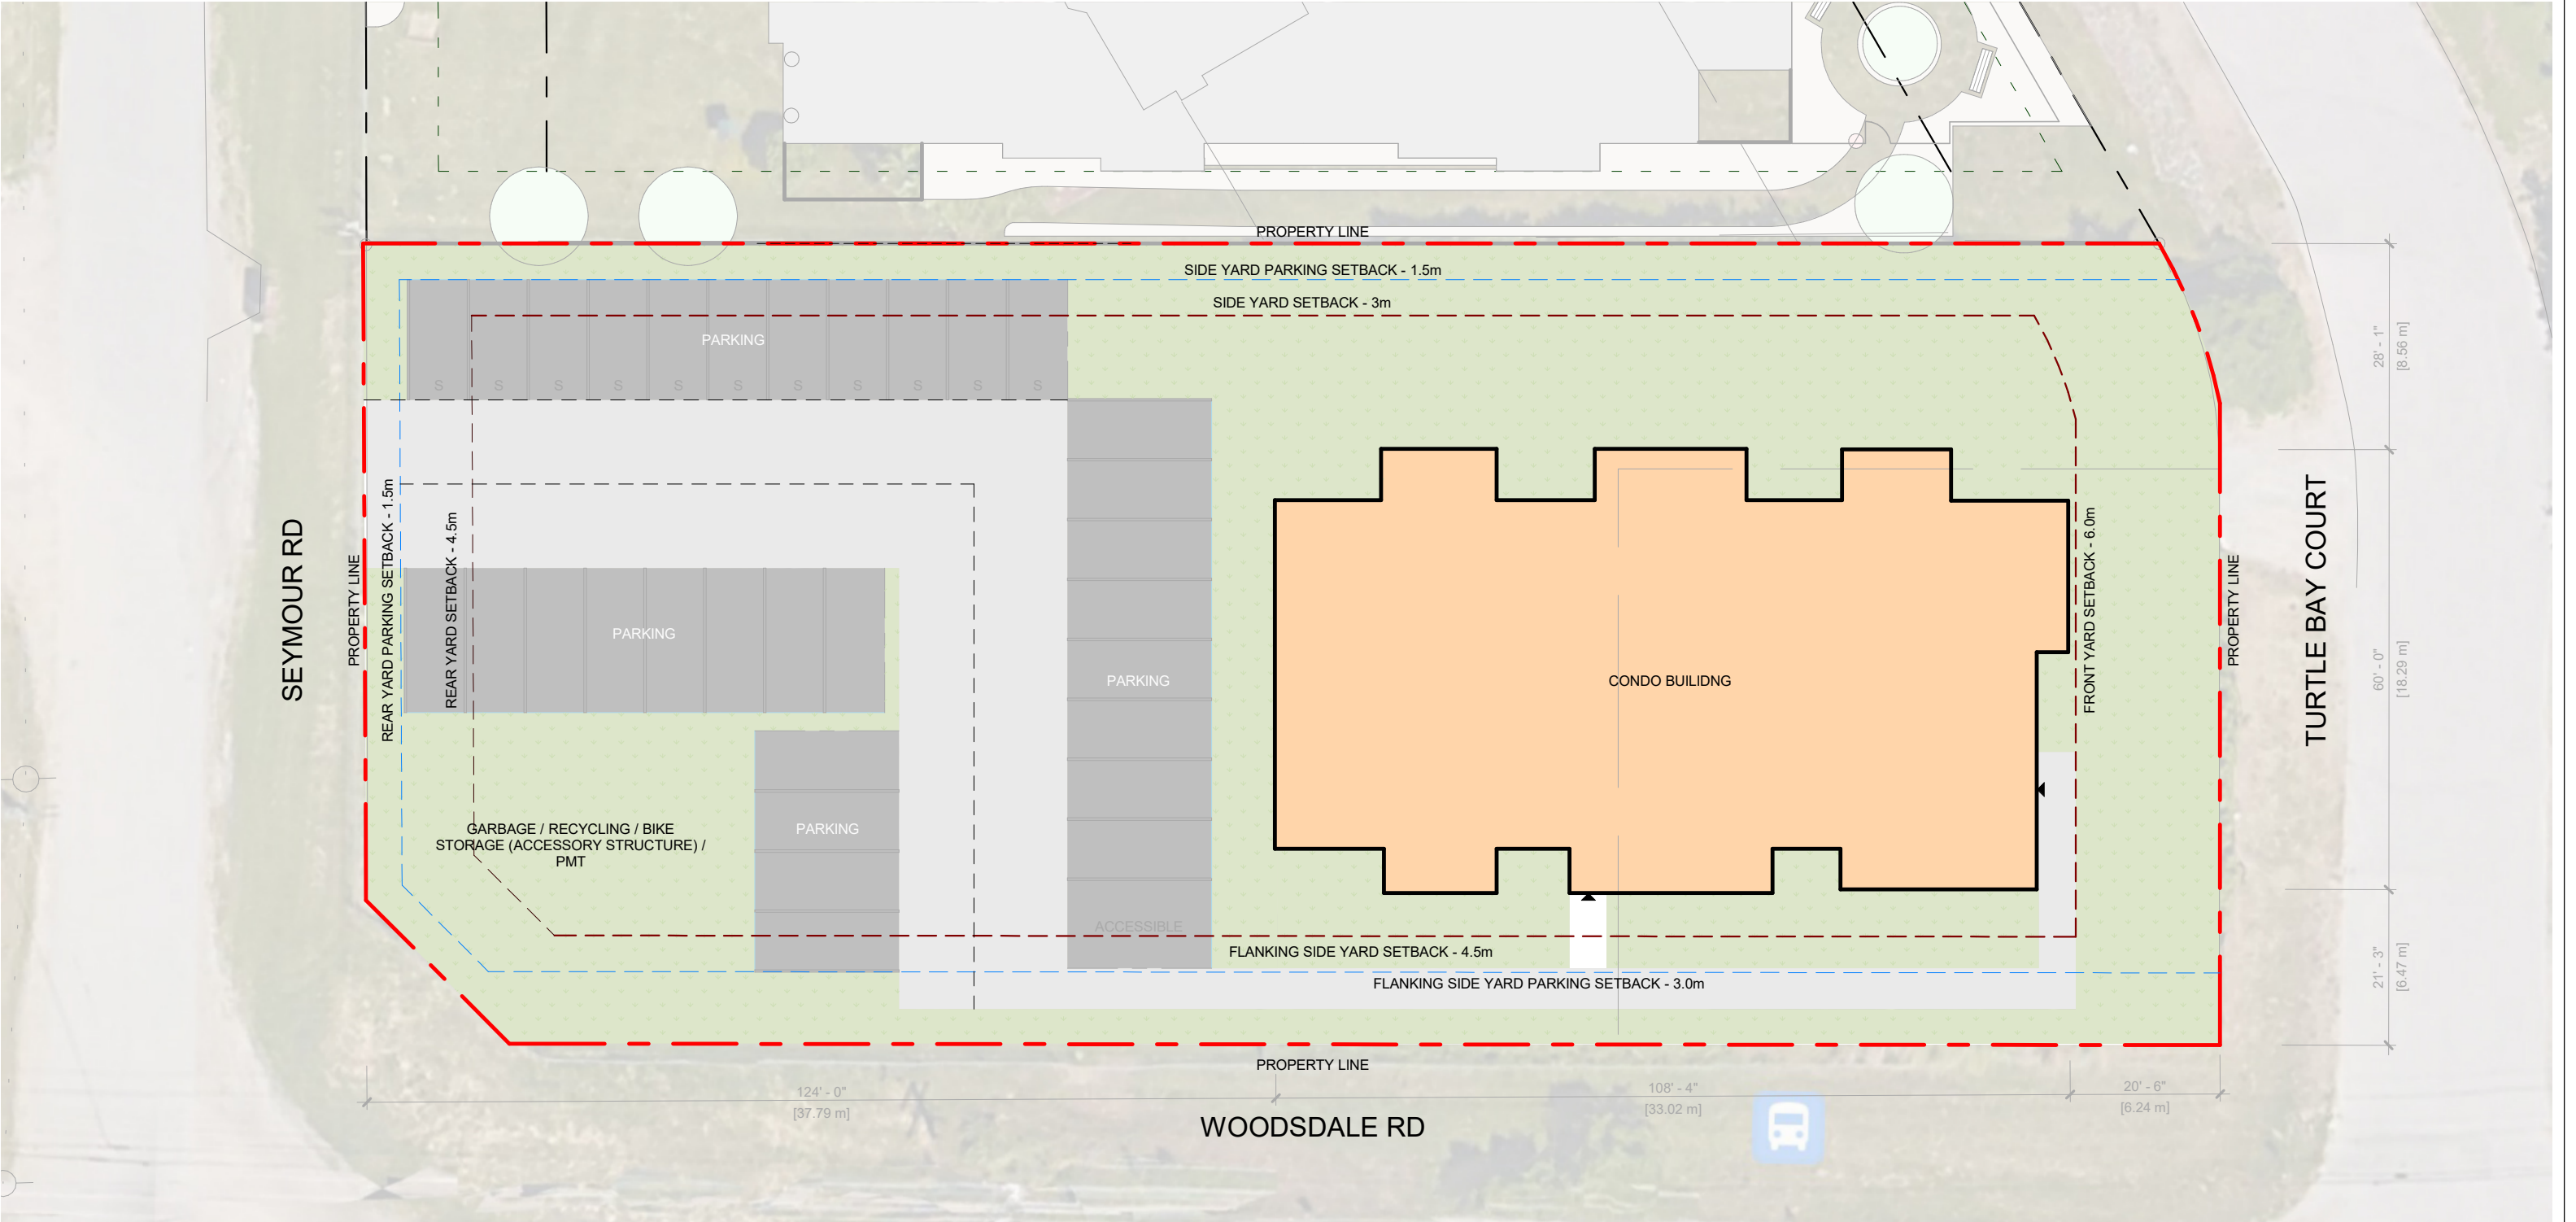 PROPERTY LINE
SIDE YARD PARKING SETBACK - 1.5m
SIDE YARD SETBACK - 3m
PARKING
S S S S S S S S S S S
28' - 1"
[8.56 m]
SEYMOUR RD
PROPERTY LINE
REAR YARD PARKING SETBACK - 1.5m
REAR YARD SETBACK - 4.5m
PARKING
PARKING
CONDO BUILIDNG
FRONT YARD SETBACK - 6.0m
PROPERTY LINE
TURTLE BAY COURT
60' - 0"
[18.29 m]
GARBAGE / RECYCLING / BIKE
STORAGE (ACCESSORY STRUCTURE) /
PMT
PARKING
ACCESSIBLE
FLANKING SIDE YARD SETBACK - 4.5m
FLANKING SIDE YARD PARKING SETBACK - 3.0m
21' - 3"
[6.47 m]
PROPERTY LINE
124' - 0"
[37.79 m]
108' - 4"
[33.02 m]
20' - 6"
[6.24 m]
WOODSDALE RD